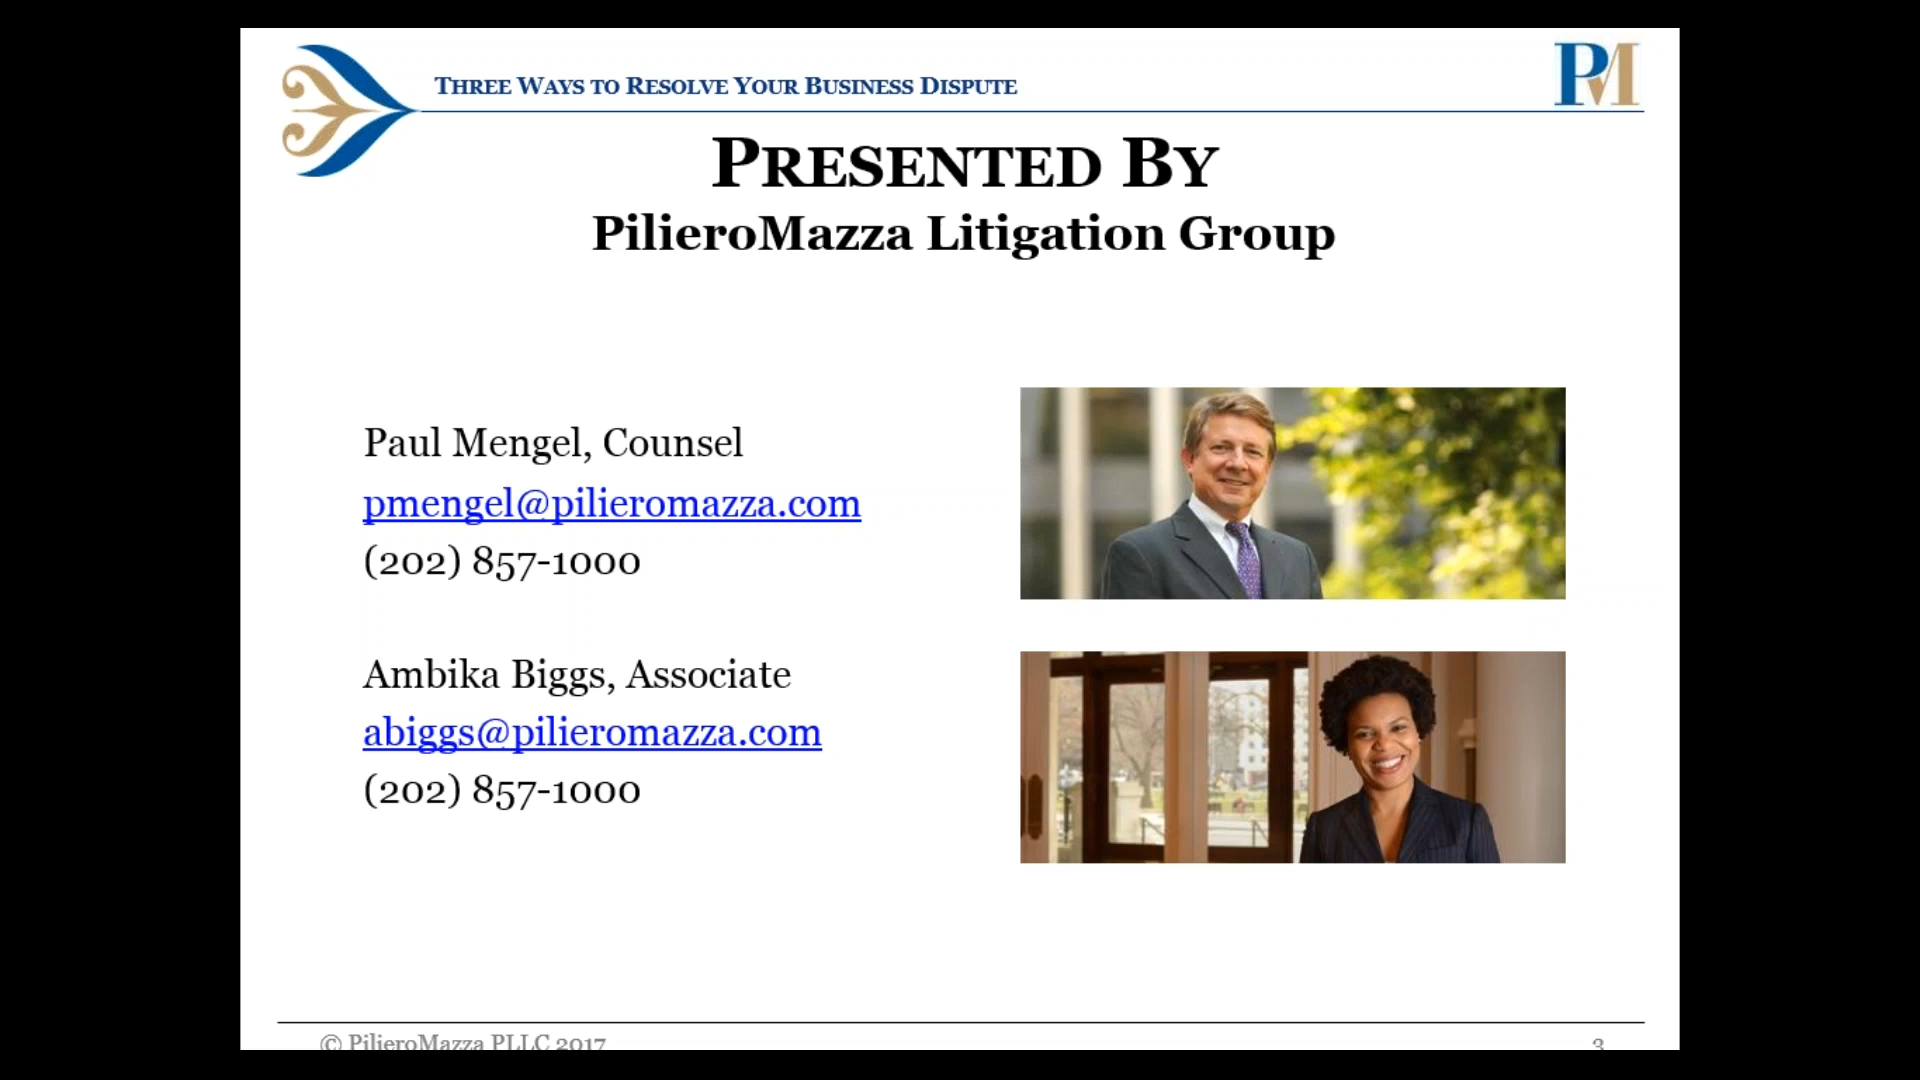 THREE WAYS TO RESOLVE YOUR BUSINESS DISPUTE
PM
PRESENTED BY
PilieroMazza Litigation Group
Paul Mengel, Counsel
pmengel@pilieromazza.com
(202) 857-1000
Ambika Biggs, Associate
abiggs@pilieromazza.com
(202) 857-1000
© PilieroMazza PLLC 2017
3